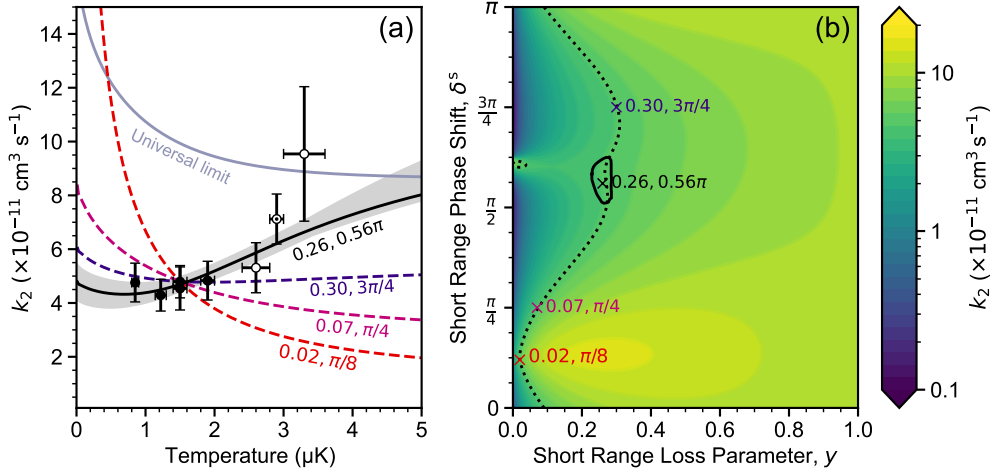 (a)
14
12
10
8
6
4
2
k₂ (×10⁻¹¹ cm³ s⁻¹)
Universal limit
0.26, 0.56π
0.30, 3π/4
0.07, π/4
0.02, π/8
0
1
2
3
4
5
Temperature (μK)
(b)
π
3π/4
π/2
π/4
0
Short Range Phase Shift, δˢ
0.30, 3π/4
0.26, 0.56π
0.07, π/4
0.02, π/8
0.0
0.2
0.4
0.6
0.8
1.0
Short Range Loss Parameter, y
10
1
0.1
k₂ (×10⁻¹¹ cm³ s⁻¹)